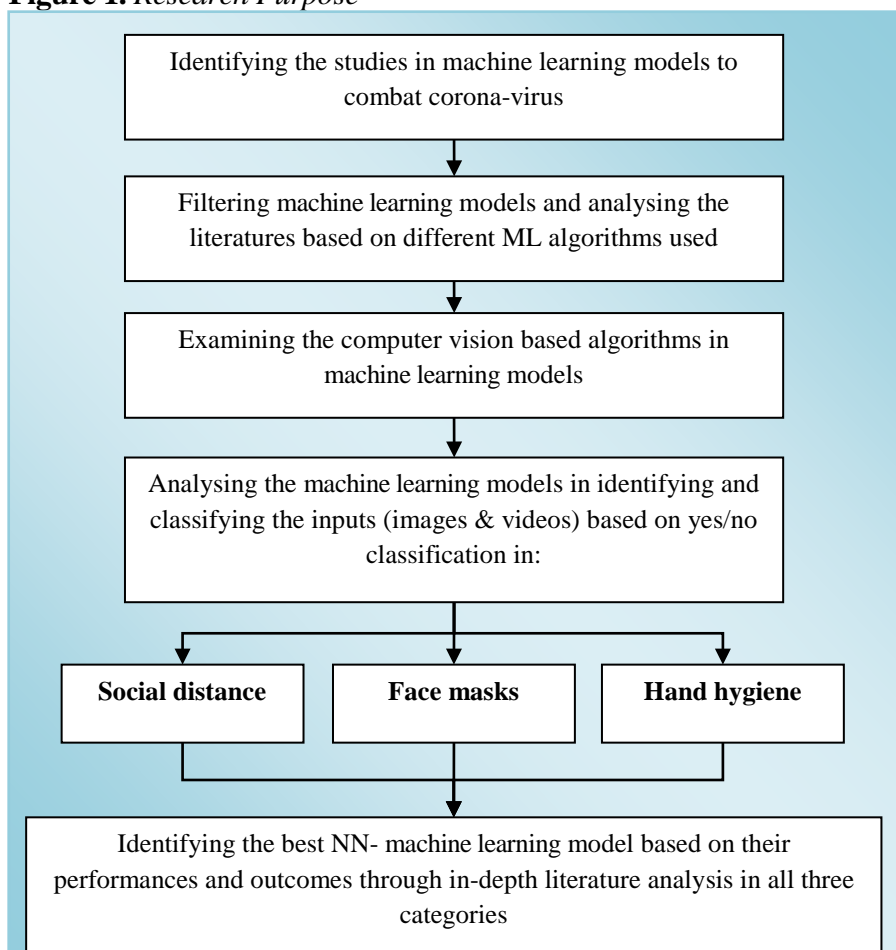 Figure 1. Research Purpose
Identifying the studies in machine learning models to
combat corona-virus
Filtering machine learning models and analysing the
literatures based on different ML algorithms used
Examining the computer vision based algorithms in
machine learning models
Analysing the machine learning models in identifying and
classifying the inputs (images & videos) based on yes/no
classification in:
Social distance
Face masks
Hand hygiene
Identifying the best NN- machine learning model based on their
performances and outcomes through in-depth literature analysis in all three
categories